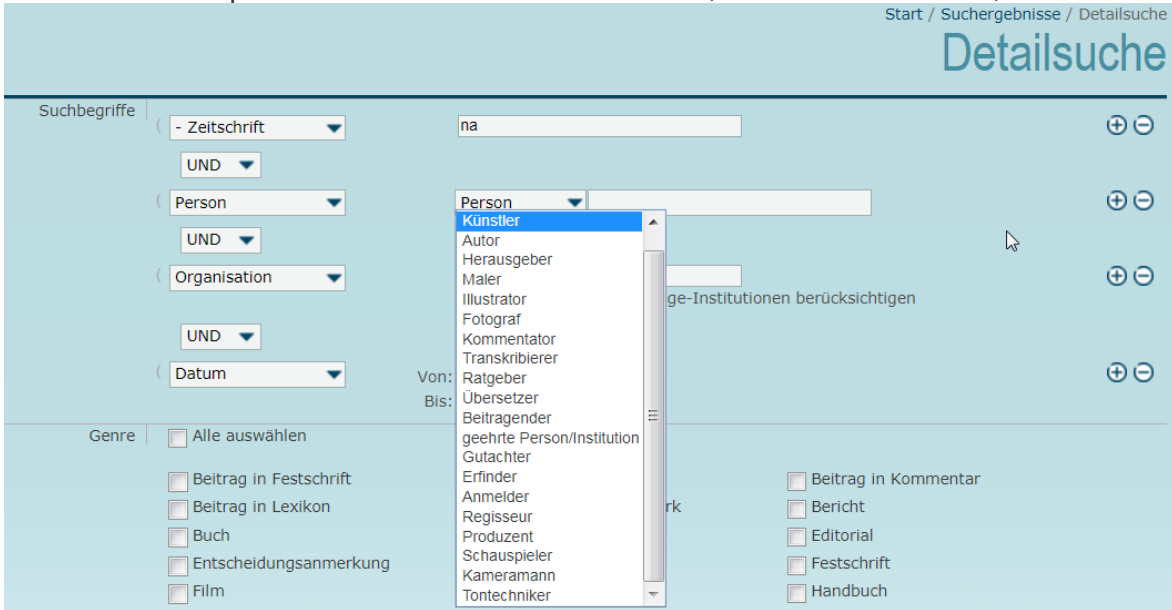 Start / Suchergebnisse / Detailsuche
Detailsuche
Suchbegriffe
( - Zeitschrift
na
UND
( Person
Person
UND
( Organisation
ge-Institutionen berücksichtigen
UND
( Datum
Von:
Bis:
Künstler
Autor
Herausgeber
Maler
Illustrator
Fotograf
Kommentator
Transkribierer
Ratgeber
Übersetzer
Beitragender
geehrte Person/Institution
Gutachter
Erfinder
Anmelder
Regisseur
Produzent
Schauspieler
Kameramann
Tontechniker
Genre
Alle auswählen
Beitrag in Festschrift
Beitrag in Kommentar
Beitrag in Lexikon
rk
Bericht
Buch
Editorial
Entscheidungsanmerkung
Festschrift
Film
Handbuch